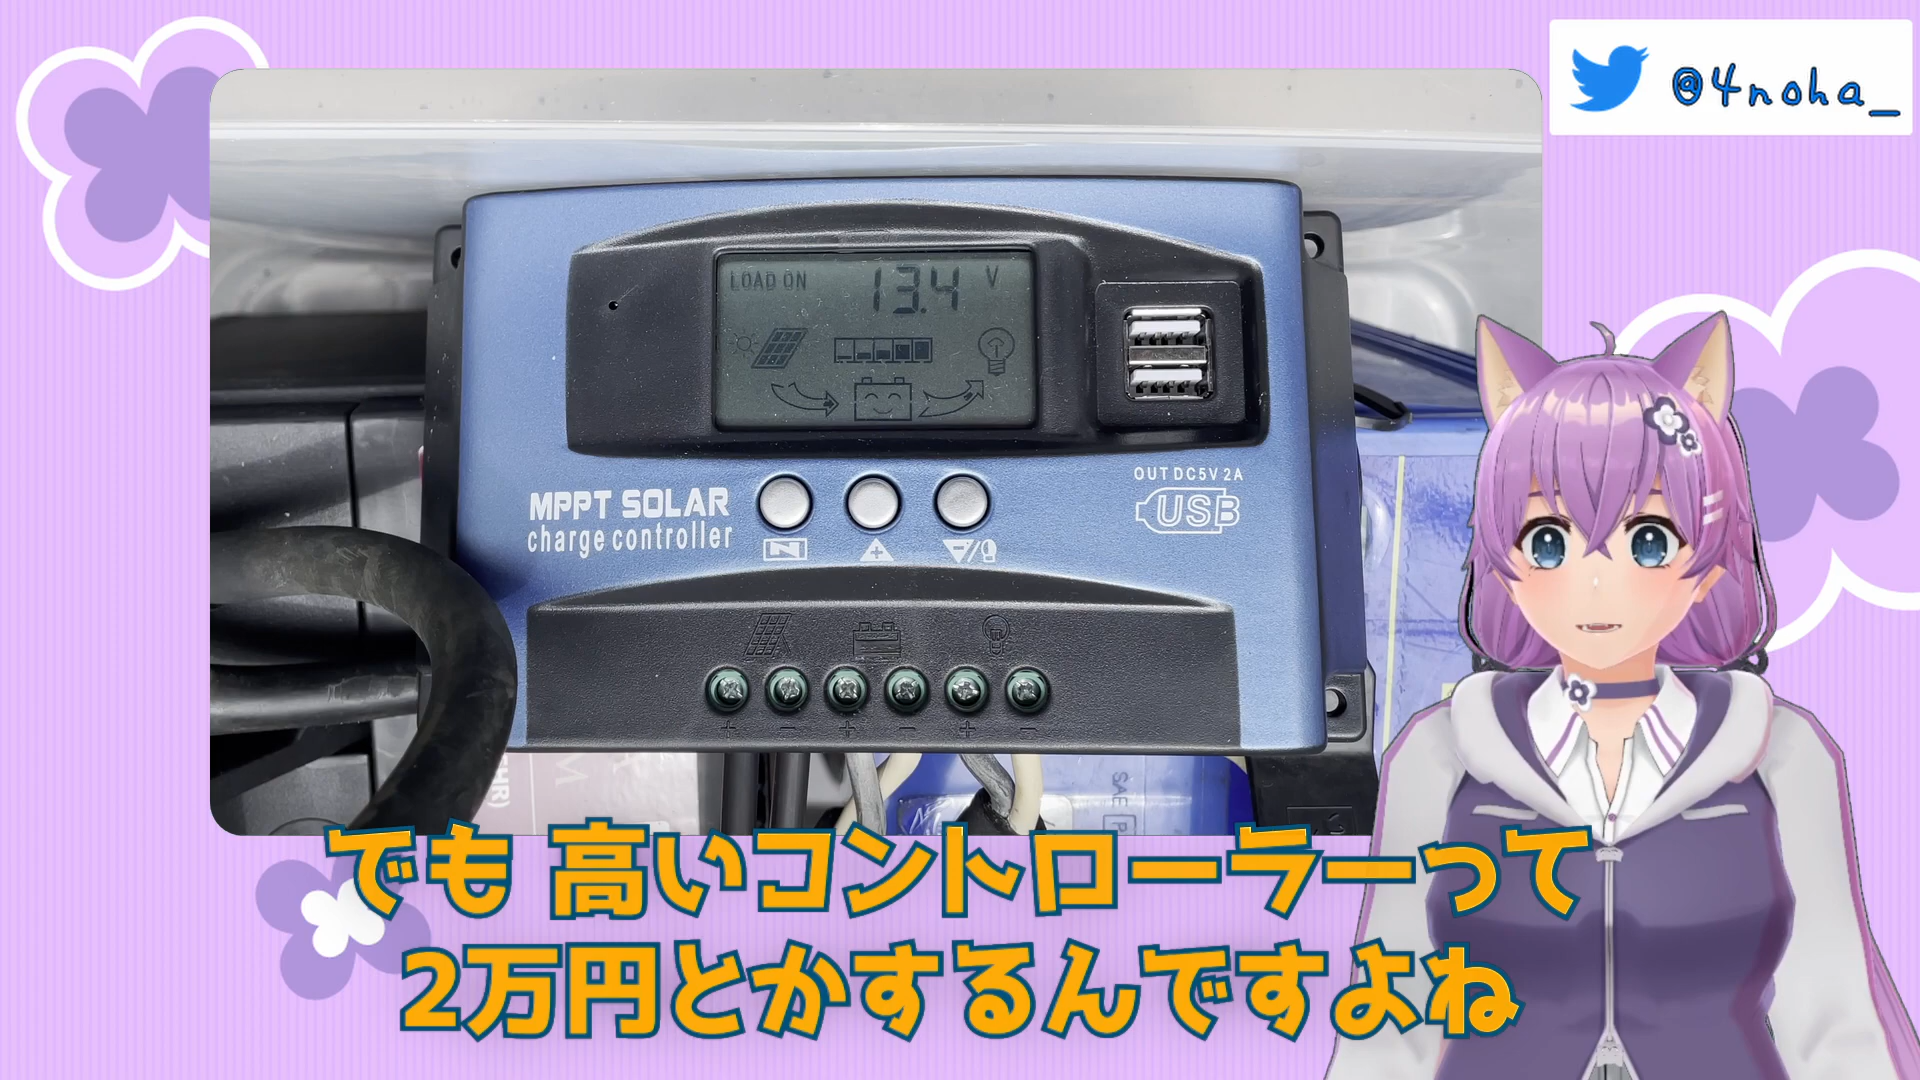 @4noha_
LOAD ON 13.4 V
OUT DC5V 2A
USB
MPPT SOLAR
charge controller
+ - + - + -
SAE
でも 高いコントローラーって
2万円とかするんですよね